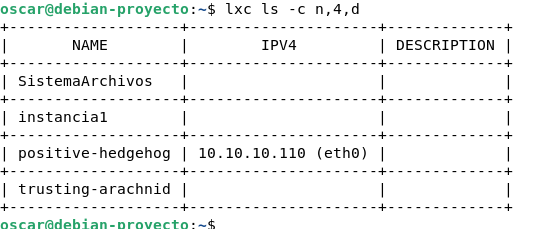 oscar@debian-proyecto:~$ lxc ls -c n,4,d
+-------------------+---------------------+-------------+
| NAME | IPV4 | DESCRIPTION |
+-------------------+---------------------+-------------+
| SistemaArchivos | | |
+-------------------+---------------------+-------------+
| instancia1 | | |
+-------------------+---------------------+-------------+
| positive-hedgehog | 10.10.10.110 (eth0) | |
+-------------------+---------------------+-------------+
| trusting-arachnid | | |
+-------------------+---------------------+-------------+
oscar@debian-proyecto:~$